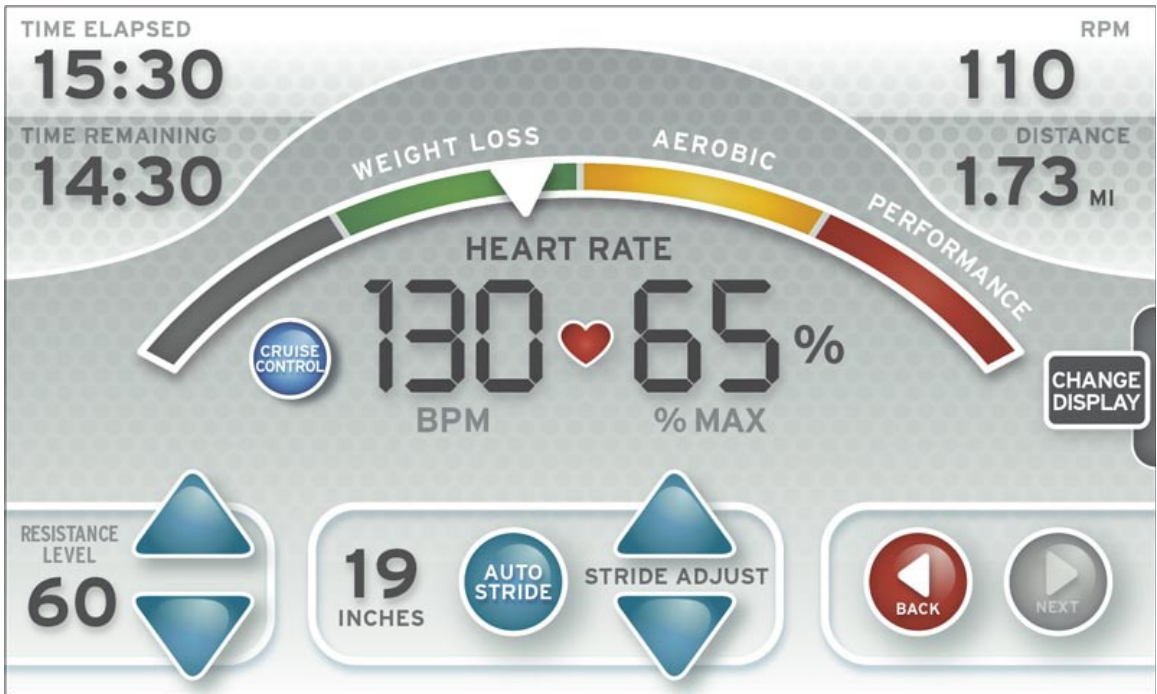 TIME ELAPSED
15:30
TIME REMAINING
14:30
RPM
110
DISTANCE
1.73 MI
WEIGHT LOSS
AEROBIC
PERFORMANCE
HEART RATE
130 65 %
BPM
% MAX
CRUISE
CONTROL
CHANGE
DISPLAY
RESISTANCE
LEVEL
60
19
INCHES
AUTO
STRIDE
STRIDE ADJUST
BACK
NEXT